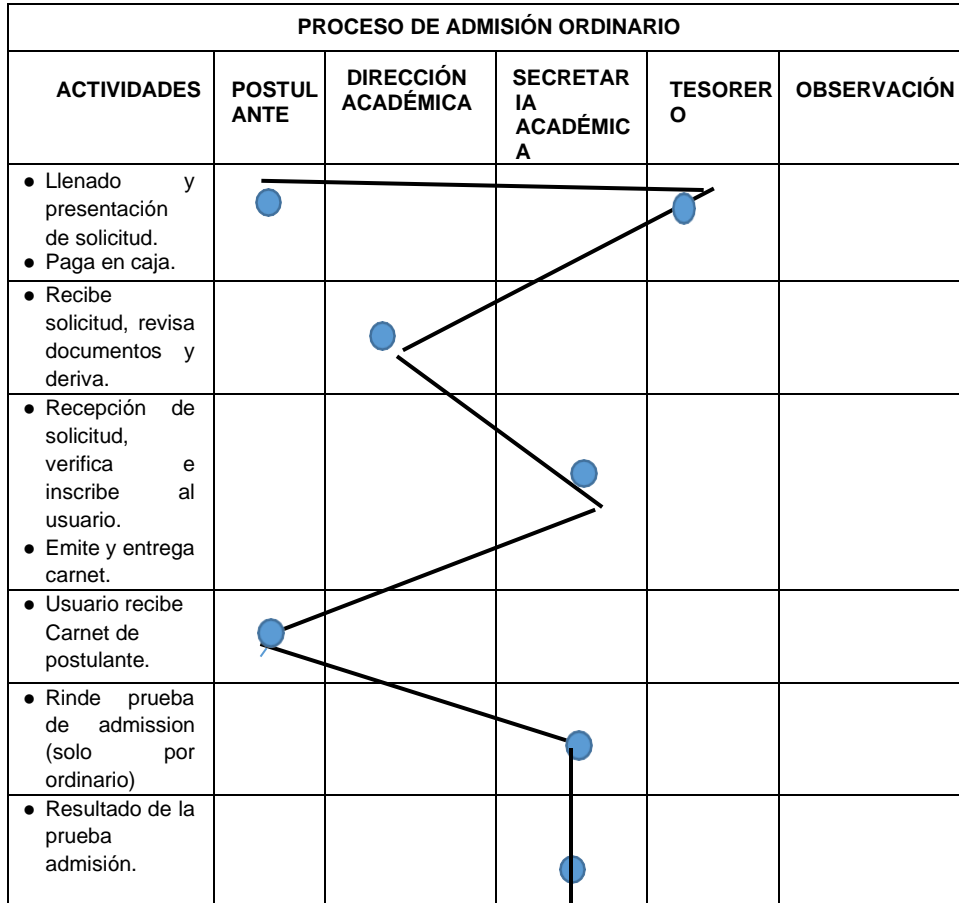 PROCESO DE ADMISIÓN ORDINARIO
ACTIVIDADES
POSTUL
ANTE
DIRECCIÓN
ACADÉMICA
SECRETAR
IA
ACADÉMIC
A
TESORER
O
OBSERVACIÓN
● Llenado y
presentación
de solicitud.
● Paga en caja.
● Recibe
solicitud, revisa
documentos y
deriva.
● Recepción de
solicitud,
verifica e
inscribe al
usuario.
● Emite y entrega
carnet.
● Usuario recibe
Carnet de
postulante.
● Rinde prueba
de admission
(solo por
ordinario)
● Resultado de la
prueba
admisión.